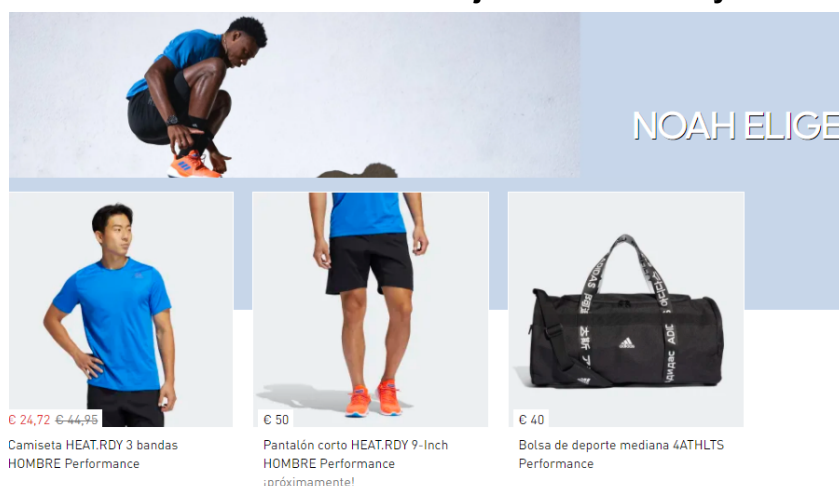 NOAH ELIGE
€ 24,72 € 44,95
Camiseta HEAT.RDY 3 bandas
HOMBRE Performance
€ 50
Pantalón corto HEAT.RDY 9-Inch
HOMBRE Performance
¡próximamente!
€ 40
Bolsa de deporte mediana 4ATHLTS
Performance